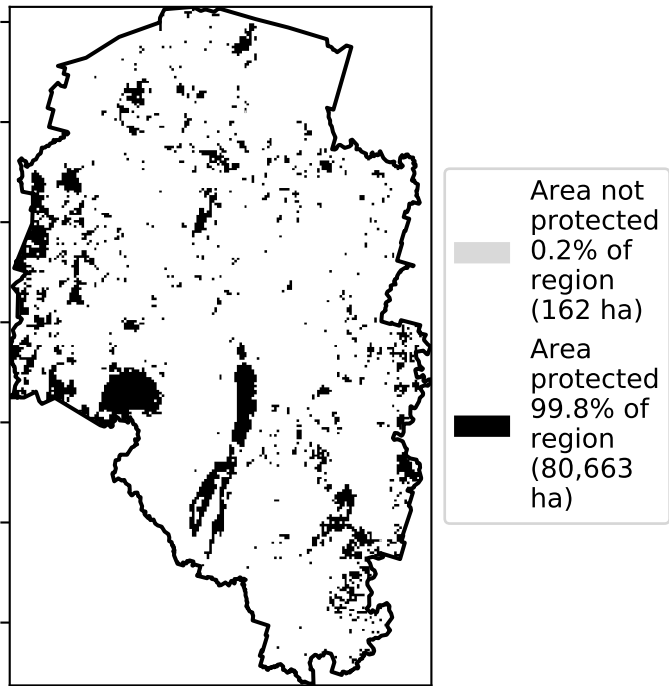 Area not
protected
0.2% of
region
(162 ha)
Area
protected
99.8% of
region
(80,663
ha)